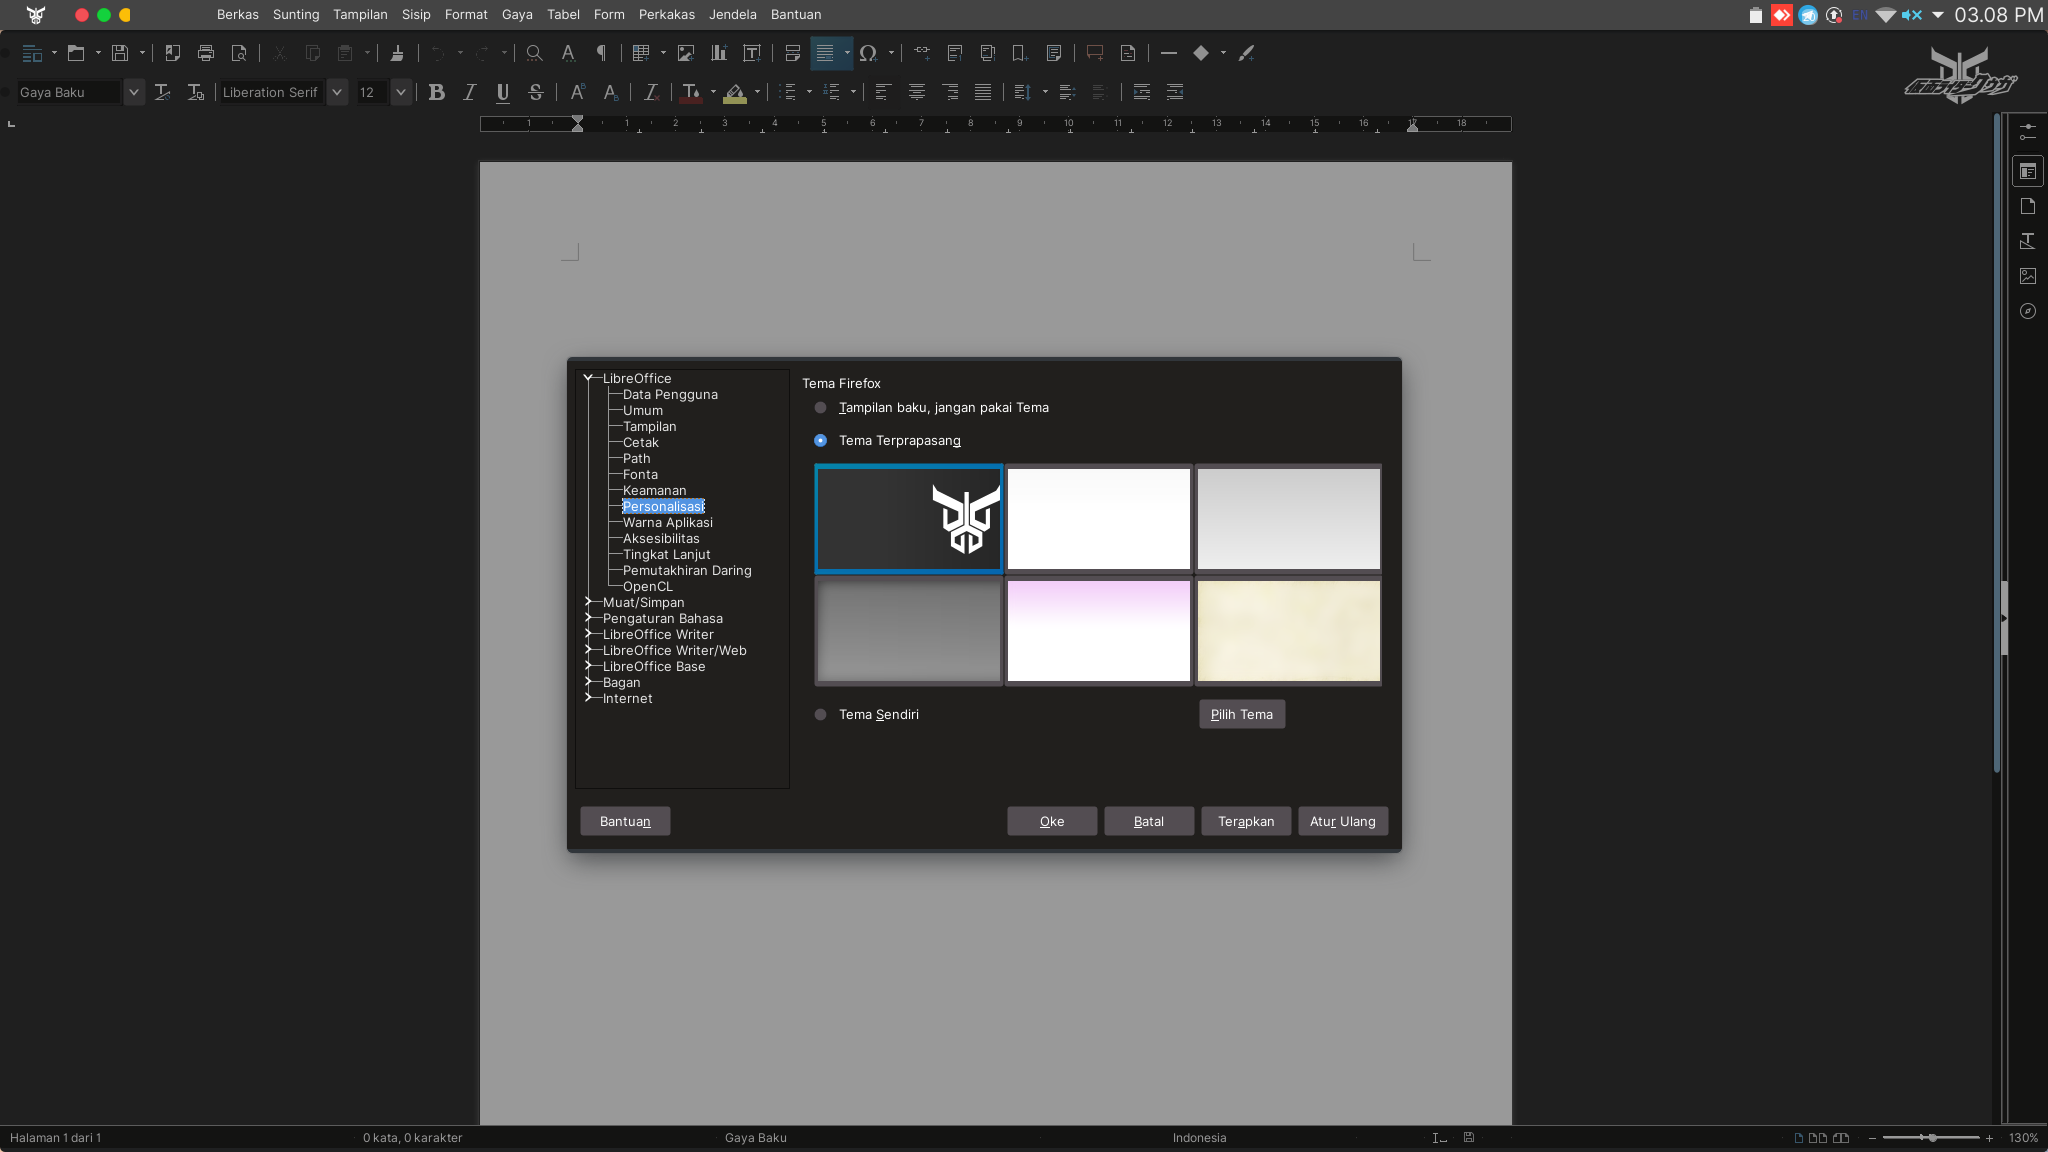 Berkas Sunting Tampilan Sisip Format Gaya Tabel Form Perkakas Jendela Bantuan
EN 03.08 PM
Gaya Baku Liberation Serif 12
1 1 2 3 4 5 6 7 8 9 10 11 12 13 14 15 16 17 18
LibreOffice
Data Pengguna
Umum
Tampilan
Cetak
Path
Fonta
Keamanan
Personalisasi
Warna Aplikasi
Aksesibilitas
Tingkat Lanjut
Pemutakhiran Daring
OpenCL
Muat/Simpan
Pengaturan Bahasa
LibreOffice Writer
LibreOffice Writer/Web
LibreOffice Base
Bagan
Internet
Tema Firefox
Tampilan baku, jangan pakai Tema
Tema Terprapasang
Tema Sendiri Pilih Tema
Bantuan Oke Batal Terapkan Atur Ulang
Halaman 1 dari 1 0 kata, 0 karakter Gaya Baku Indonesia 130%